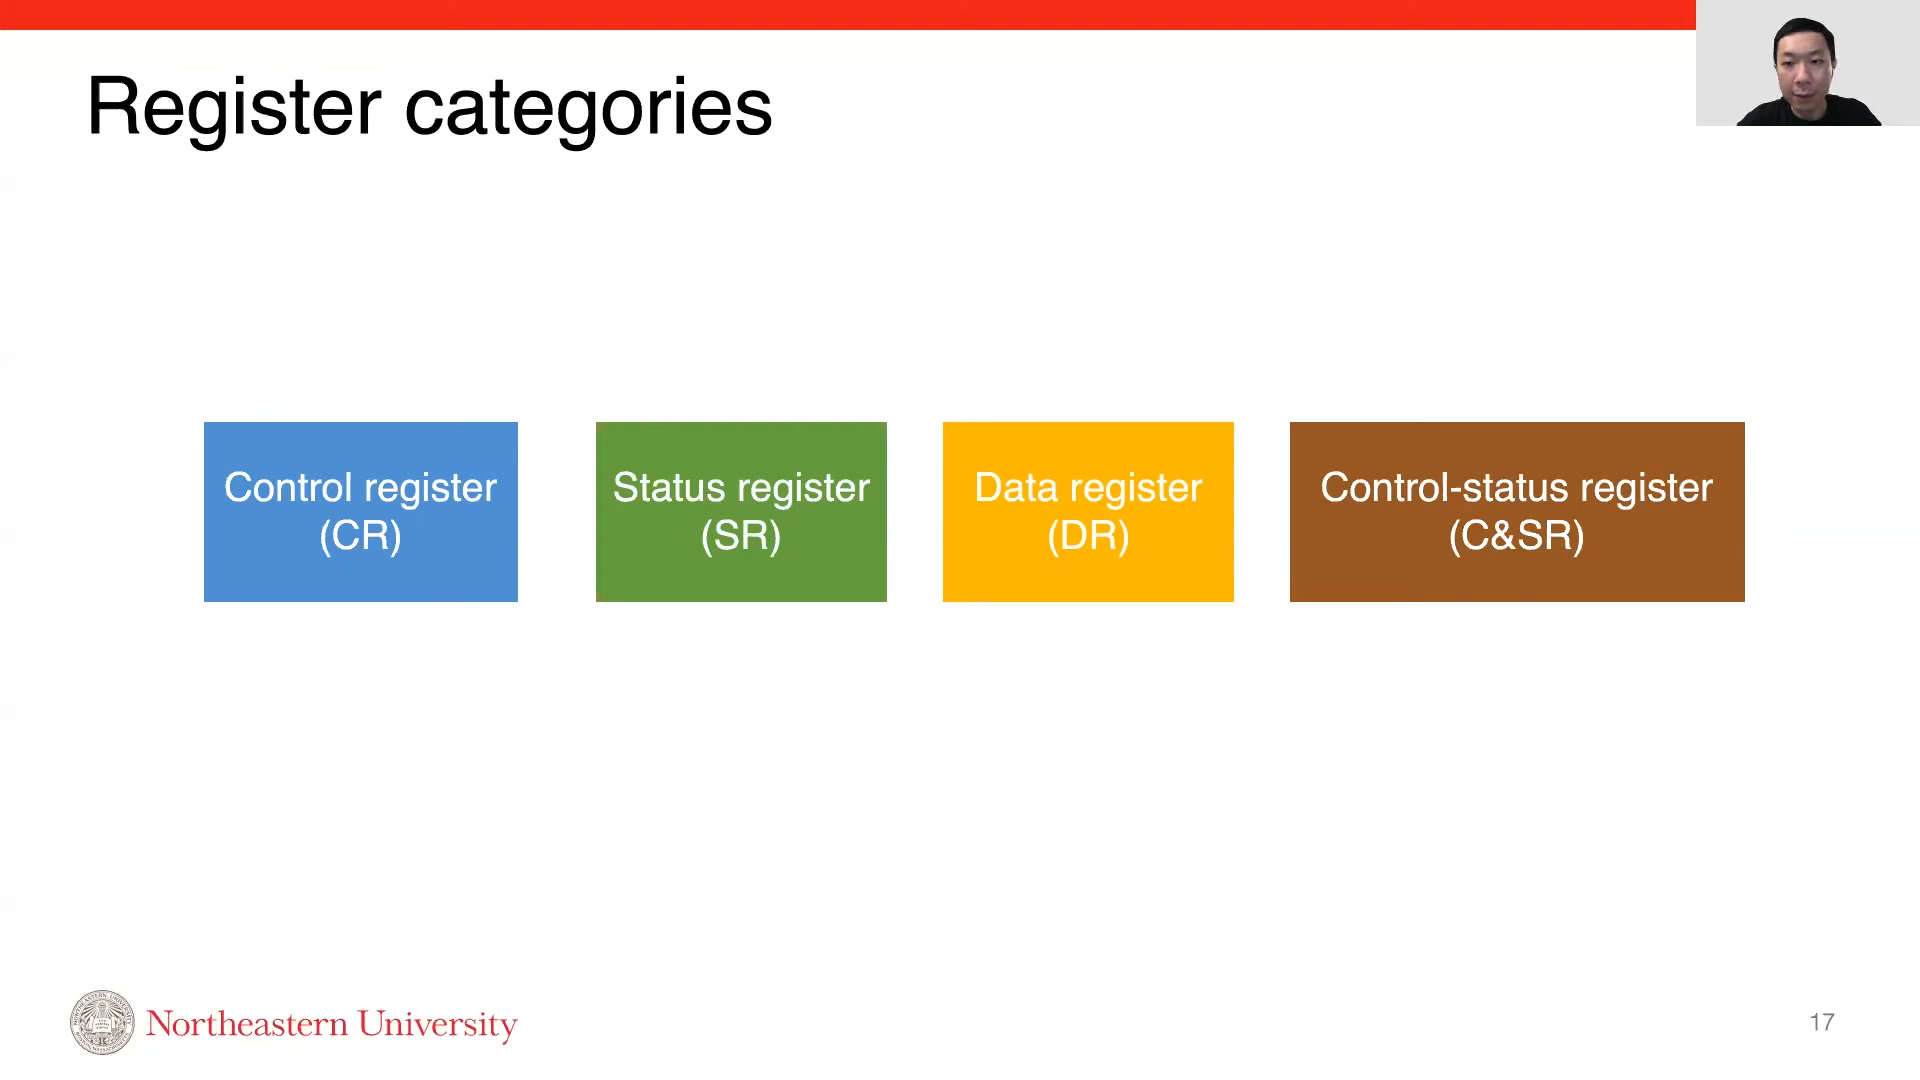 Register categories
Control register
(CR)
Status register
(SR)
Data register
(DR)
Control-status register
(C&SR)
Northeastern University
17